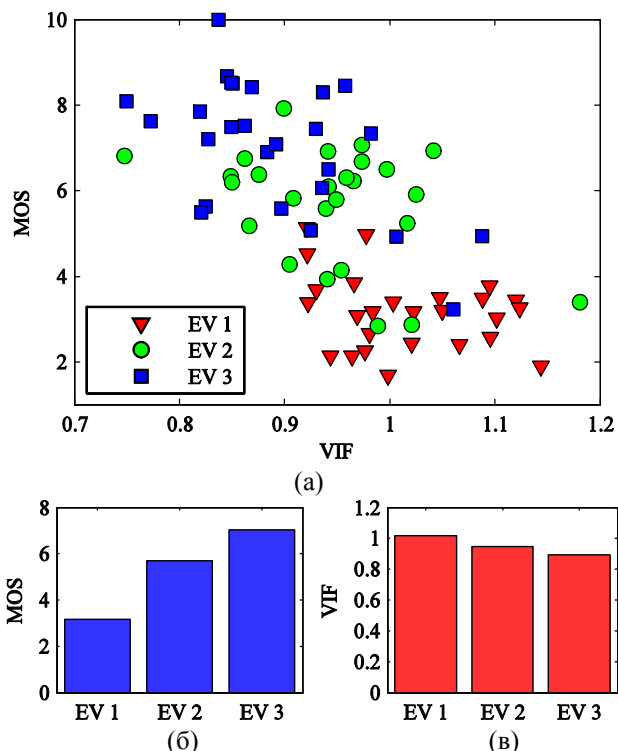 10
8
6
4
2
MOS
EV 1
EV 2
EV 3
0.7 0.8 0.9 1 1.1 1.2
VIF
(а)
8
6
4
2
0
MOS
EV 1 EV 2 EV 3
(б)
1.2
1
0.8
0.6
0.4
0.2
0
VIF
EV 1 EV 2 EV 3
(в)